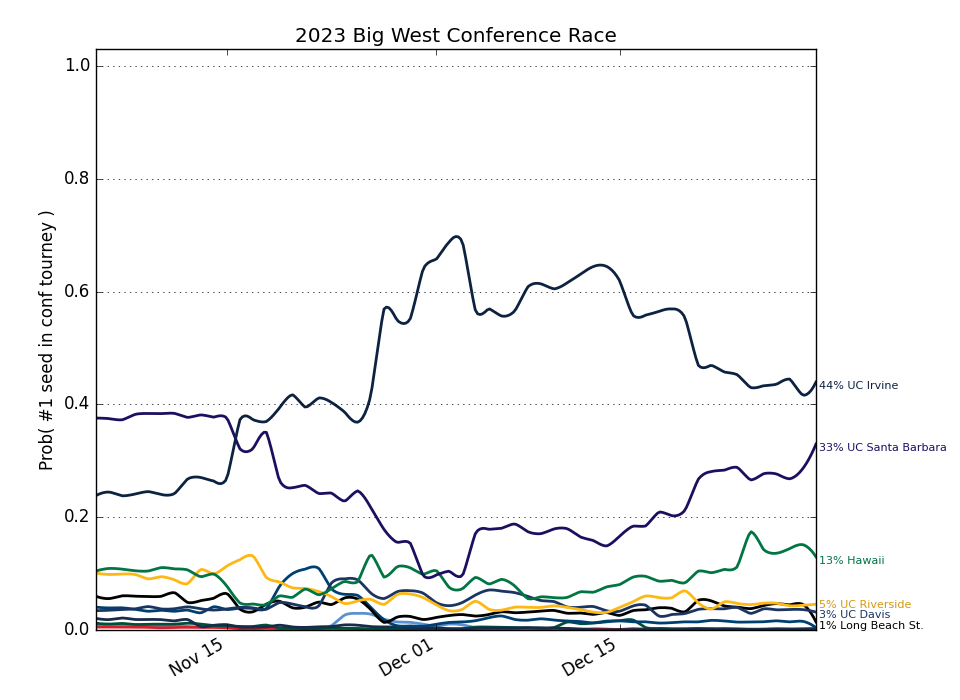 2023 Big West Conference Race
Prob( #1 seed in conf tourney )
1.0
0.8
0.6
0.4
0.2
0.0
Nov 15
Dec 01
Dec 15
44% UC Irvine
33% UC Santa Barbara
13% Hawaii
5% UC Riverside
3% UC Davis
1% Long Beach St.